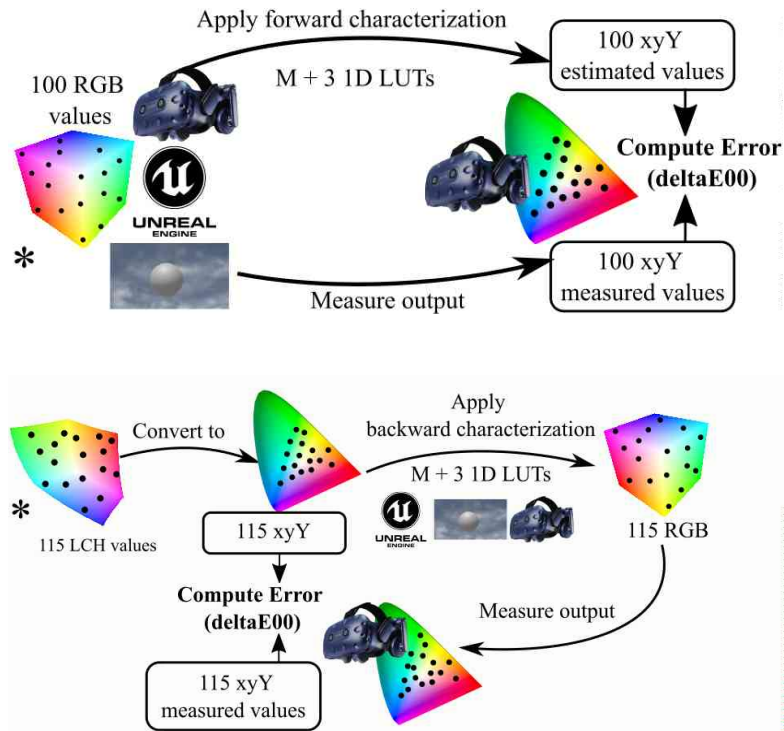 Apply forward characterization
100 RGB
values
M + 3 1D LUTs
100 xyY
estimated values
Compute Error
(deltaE00)
UNREAL
ENGINE
*
Measure output
100 xyY
measured values
Convert to
Apply
backward characterization
M + 3 1D LUTs
*
115 LCH values
UNREAL
ENGINE
115 RGB
115 xyY
Compute Error
(deltaE00)
Measure output
115 xyY
measured values